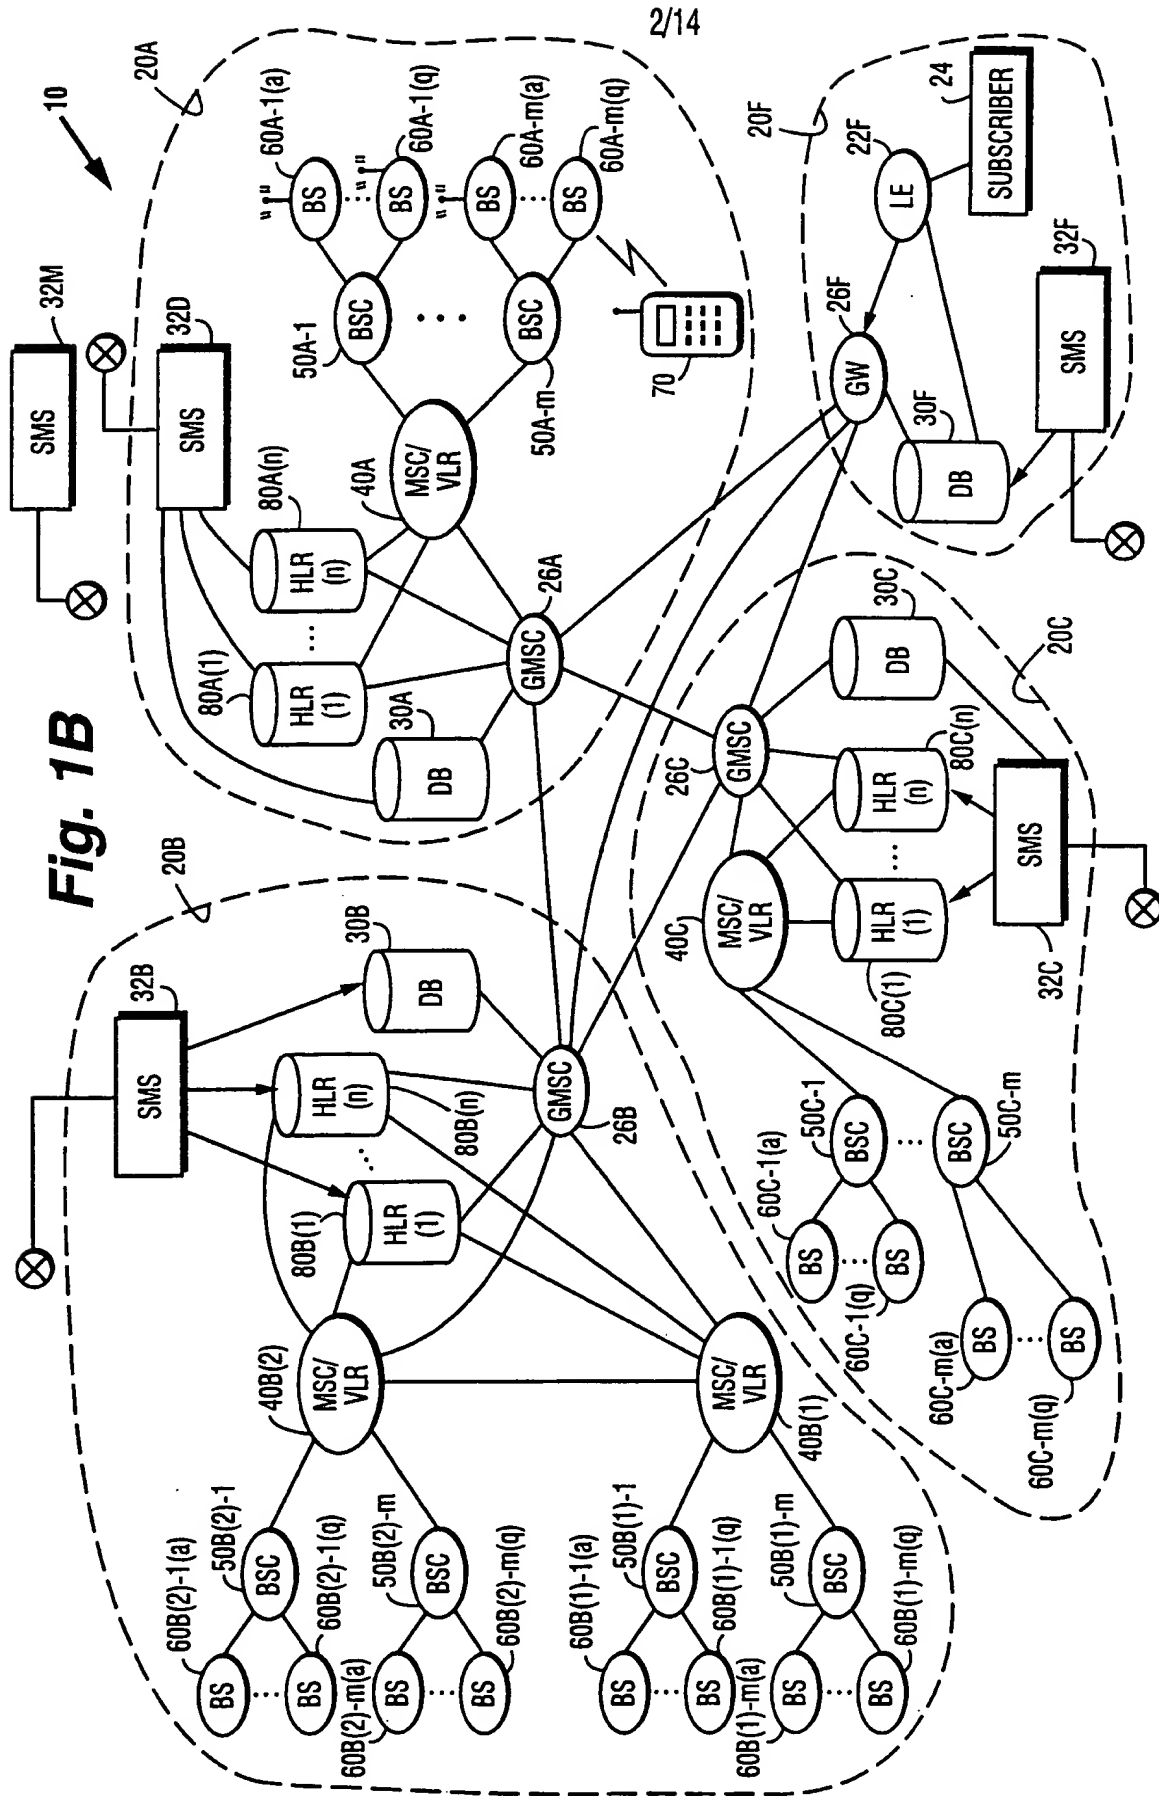 2/14
Fig. 1B
10
SMS
32M
20A
SMS
32D
80A(1)
HLR
(1)
...
80A(n)
HLR
(n)
30A
DB
40A
MSC/
VLR
26A
GMSC
50A-1
BSC
50A-m
BSC
60A-1(a)
BS
60A-1(q)
BS
60A-m(a)
BS
60A-m(q)
BS
70
20B
SMS
32B
30B
DB
HLR
(n)
80B(n)
...
80B(1)
HLR
(1)
GMSC
26B
40B(2)
MSC/
VLR
MSC/
VLR
40B(1)
50B(2)-1
BSC
50B(2)-m
BSC
60B(2)-1(a)
BS
60B(2)-1(q)
BS
60B(2)-m(a)
BS
60B(2)-m(q)
BS
50B(1)-1
BSC
50B(1)-m
BSC
60B(1)-1(a)
BS
60B(1)-1(q)
BS
60B(1)-m(a)
BS
60B(1)-m(q)
BS
20C
26C
GMSC
30C
DB
40C
MSC/
VLR
80C(1)
HLR
(1)
...
80C(n)
HLR
(n)
SMS
32C
50C-1
BSC
50C-m
BSC
60C-1(a)
BS
60C-1(q)
BS
60C-m(a)
BS
60C-m(q)
BS
20F
22F
LE
24
SUBSCRIBER
26F
GW
30F
DB
32F
SMS